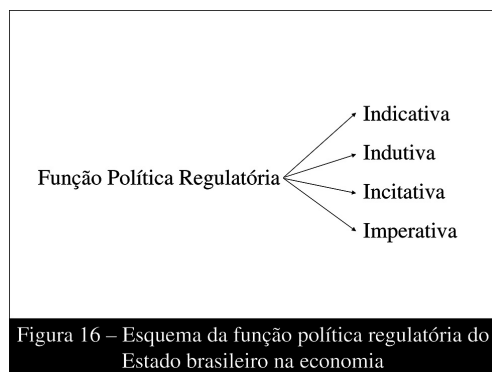 Indicativa
Indutiva
Função Política Regulatória
Incitativa
Imperativa
Figura 16 – Esquema da função política regulatória do
Estado brasileiro na economia